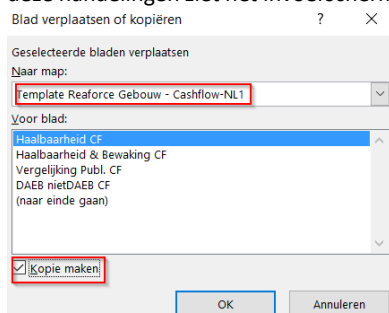 Blad verplaatsen of kopiëren ? ×
Geselecteerde bladen verplaatsen
Naar map:
Template Reaforce Gebouw - Cashflow-NL1
Voor blad:
Haalbaarheid CF
Haalbaarheid & Bewaking CF
Vergelijking Publ. CF
DAEB nietDAEB CF
(naar einde gaan)
Kopie maken
OK Annuleren